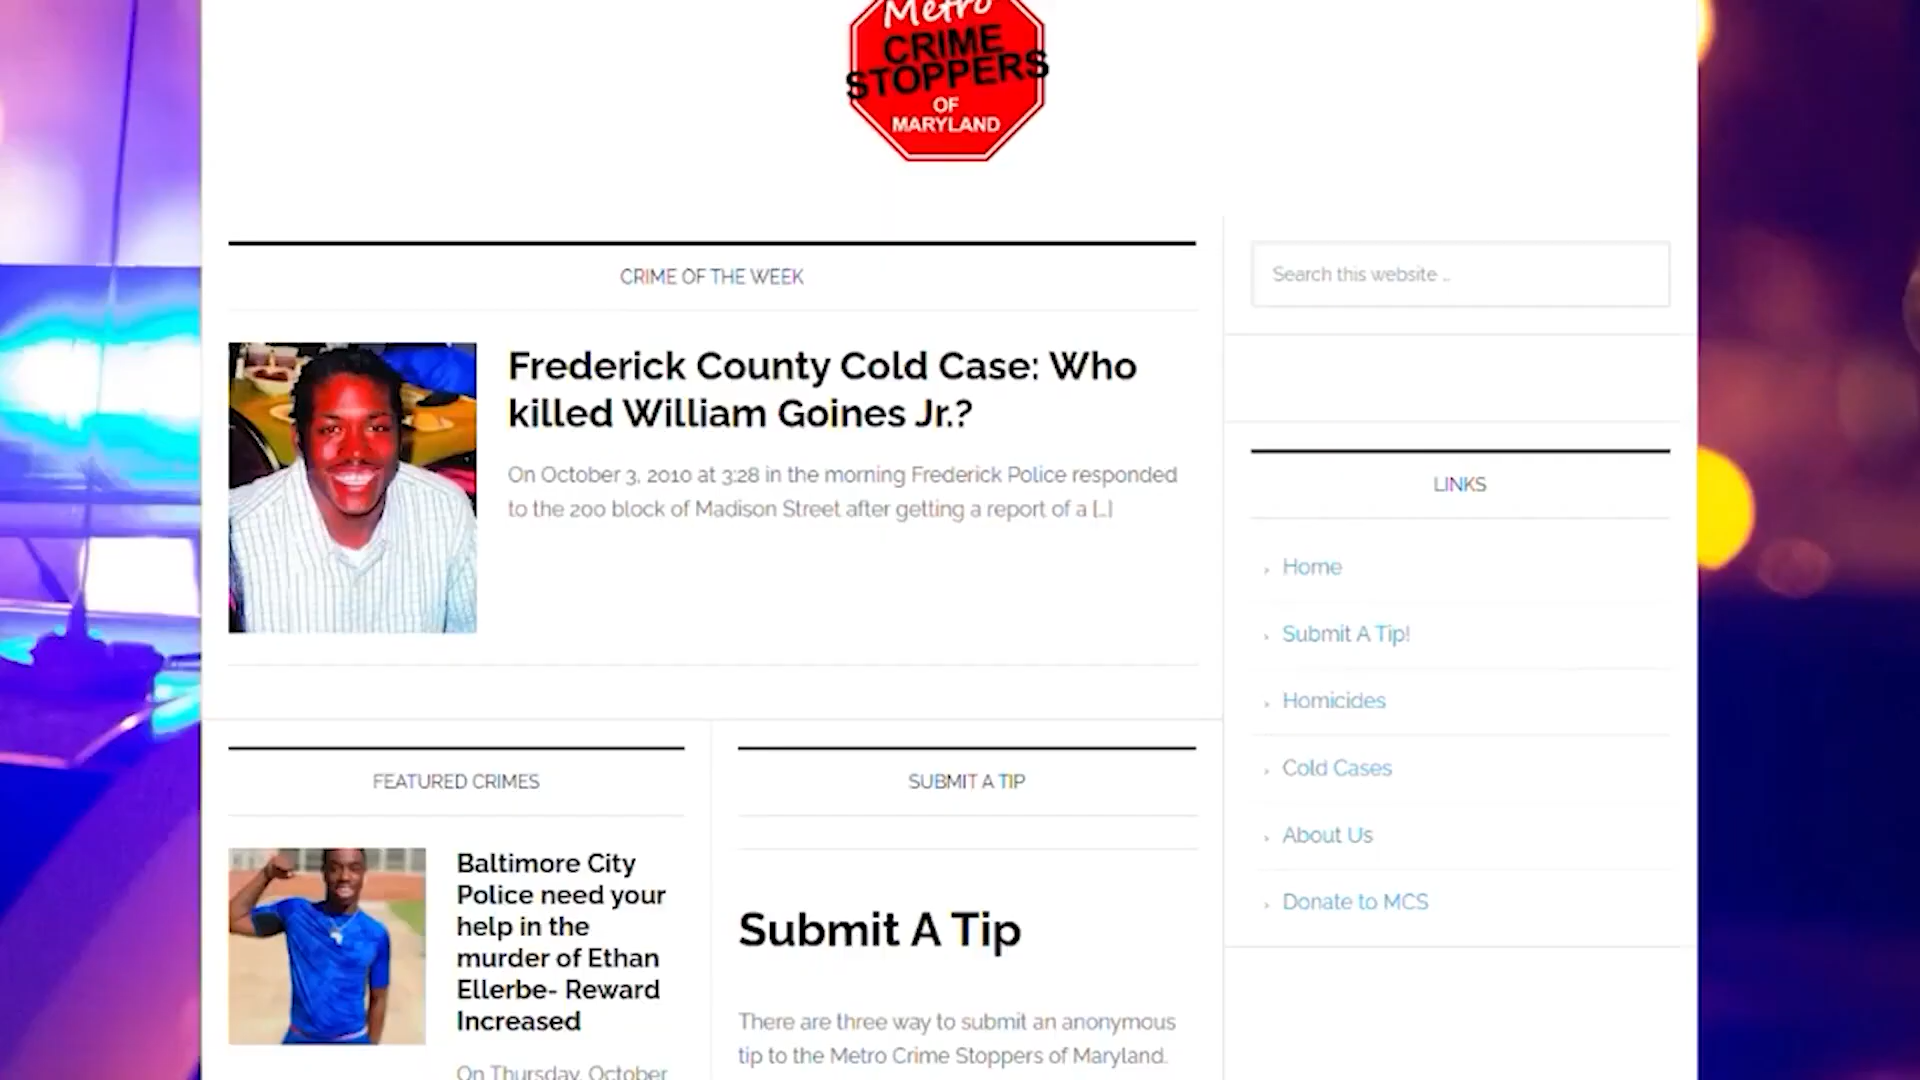 Metro
CRIME
STOPPERS
OF
MARYLAND
CRIME OF THE WEEK
Frederick County Cold Case: Who
killed William Goines Jr.?
On October 3, 2010 at 3:28 in the morning Frederick Police responded
to the 200 block of Madison Street after getting a report of a [...]
FEATURED CRIMES
Baltimore City
Police need your
help in the
murder of Ethan
Ellerbe- Reward
Increased
On Thursday, October
SUBMIT A TIP
Submit A Tip
There are three way to submit an anonymous
tip to the Metro Crime Stoppers of Maryland.
Search this website ...
LINKS
Home
Submit A Tip!
Homicides
Cold Cases
About Us
Donate to MCS